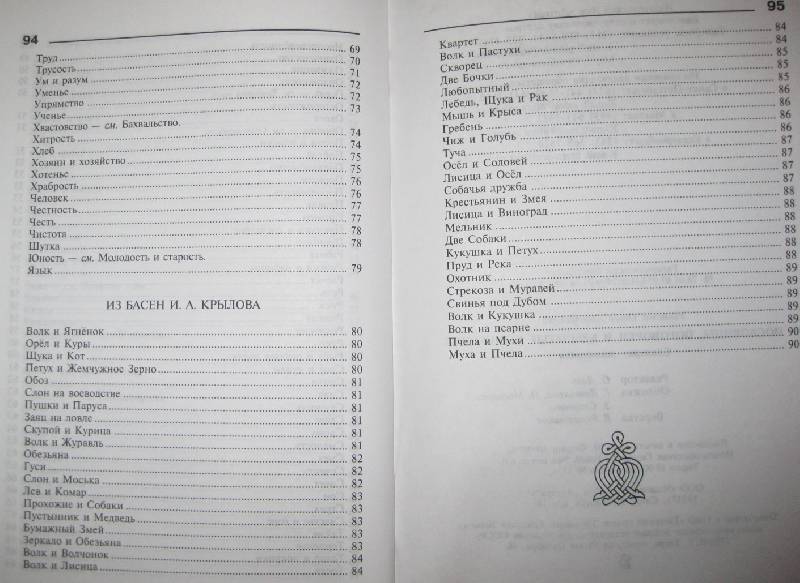 94
Труд 69
Трусость 70
Ум и разум 71
Уменье 72
Упрямство 72
Ученье 73
Хвастовство — см. Бахвальство.
Хитрость 74
Хлеб 74
Хозяин и хозяйство 75
Хотенье 75
Храбрость 76
Человек 76
Честность 77
Честь 77
Чистота 78
Шутка 78
Юность — см. Молодость и старость.
Язык 79
ИЗ БАСЕН И. А. КРЫЛОВА
Волк и Ягнёнок 80
Орёл и Куры 80
Щука и Кот 80
Петух и Жемчужное Зерно 80
Обоз 81
Слон на воеводстве 81
Пушки и Паруса 81
Заяц на ловле 81
Скупой и Курица 81
Волк и Журавль 81
Обезьяна 82
Гуси 82
Слон и Моська 82
Лев и Комар 83
Прохожие и Собаки 83
Пустынник и Медведь 83
Бумажный Змей 83
Зеркало и Обезьяна 83
Волк и Волчонок 84
Волк и Лисица 84
95
Квартет 84
Волк и Пастухи 84
Скворец 85
Две Бочки 85
Любопытный 85
Лебедь, Щука и Рак 86
Мышь и Крыса 86
Гребень 86
Чиж и Голубь 86
Туча 87
Осёл и Соловей 87
Лисица и Осёл 87
Собачья дружба 87
Крестьянин и Змея 88
Лисица и Виноград 88
Мельник 88
Две Собаки 88
Кукушка и Петух 88
Пруд и Река 88
Охотник 89
Стрекоза и Муравей 89
Свинья под Дубом 89
Волк и Кукушка 89
Волк на псарне 89
Пчела и Мухи 90
Муха и Пчела 90